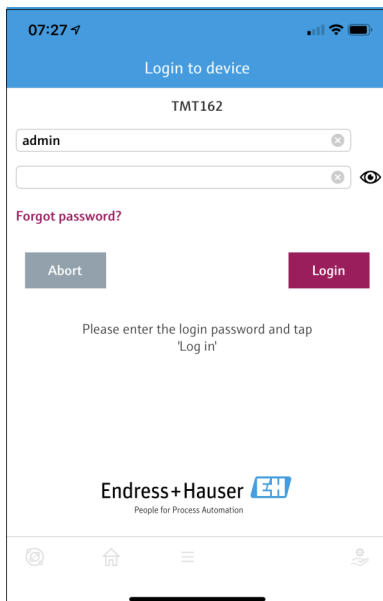 07:27
Login to device
TMT162
admin
Forgot password?
Abort
Login
Please enter the login password and tap
'Log in'
Endress+Hauser EH
People for Process Automation